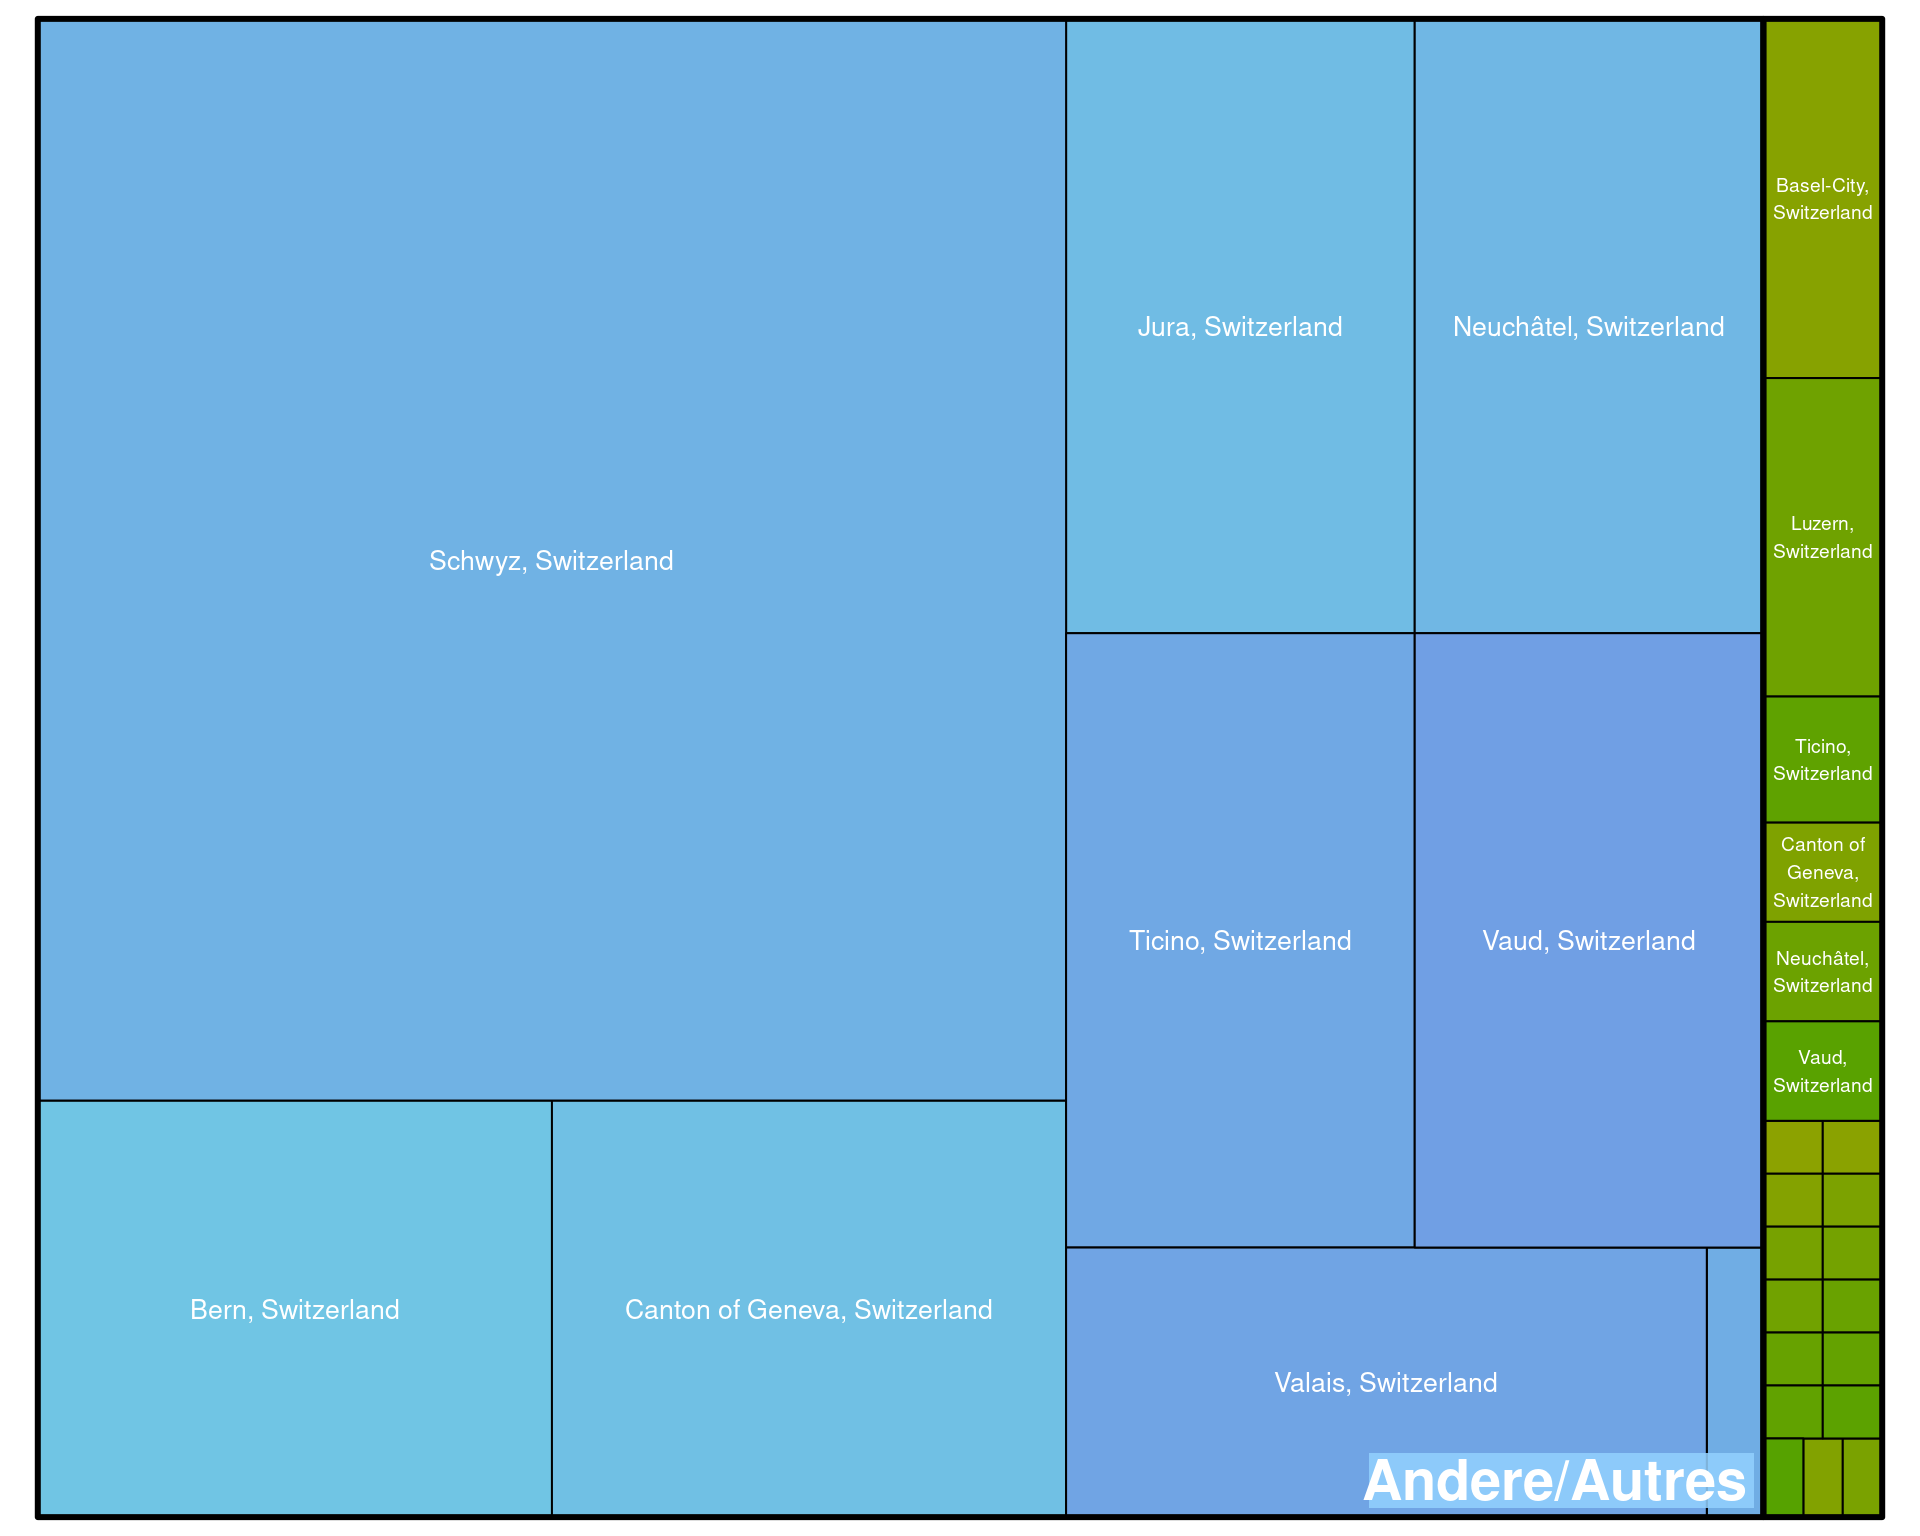 Schwyz, Switzerland
Bern, Switzerland
Canton of Geneva, Switzerland
Jura, Switzerland
Neuchâtel, Switzerland
Ticino, Switzerland
Vaud, Switzerland
Valais, Switzerland
Andere/Autres
Basel-City,
Switzerland
Luzern,
Switzerland
Ticino,
Switzerland
Canton of
Geneva,
Switzerland
Neuchâtel,
Switzerland
Vaud,
Switzerland